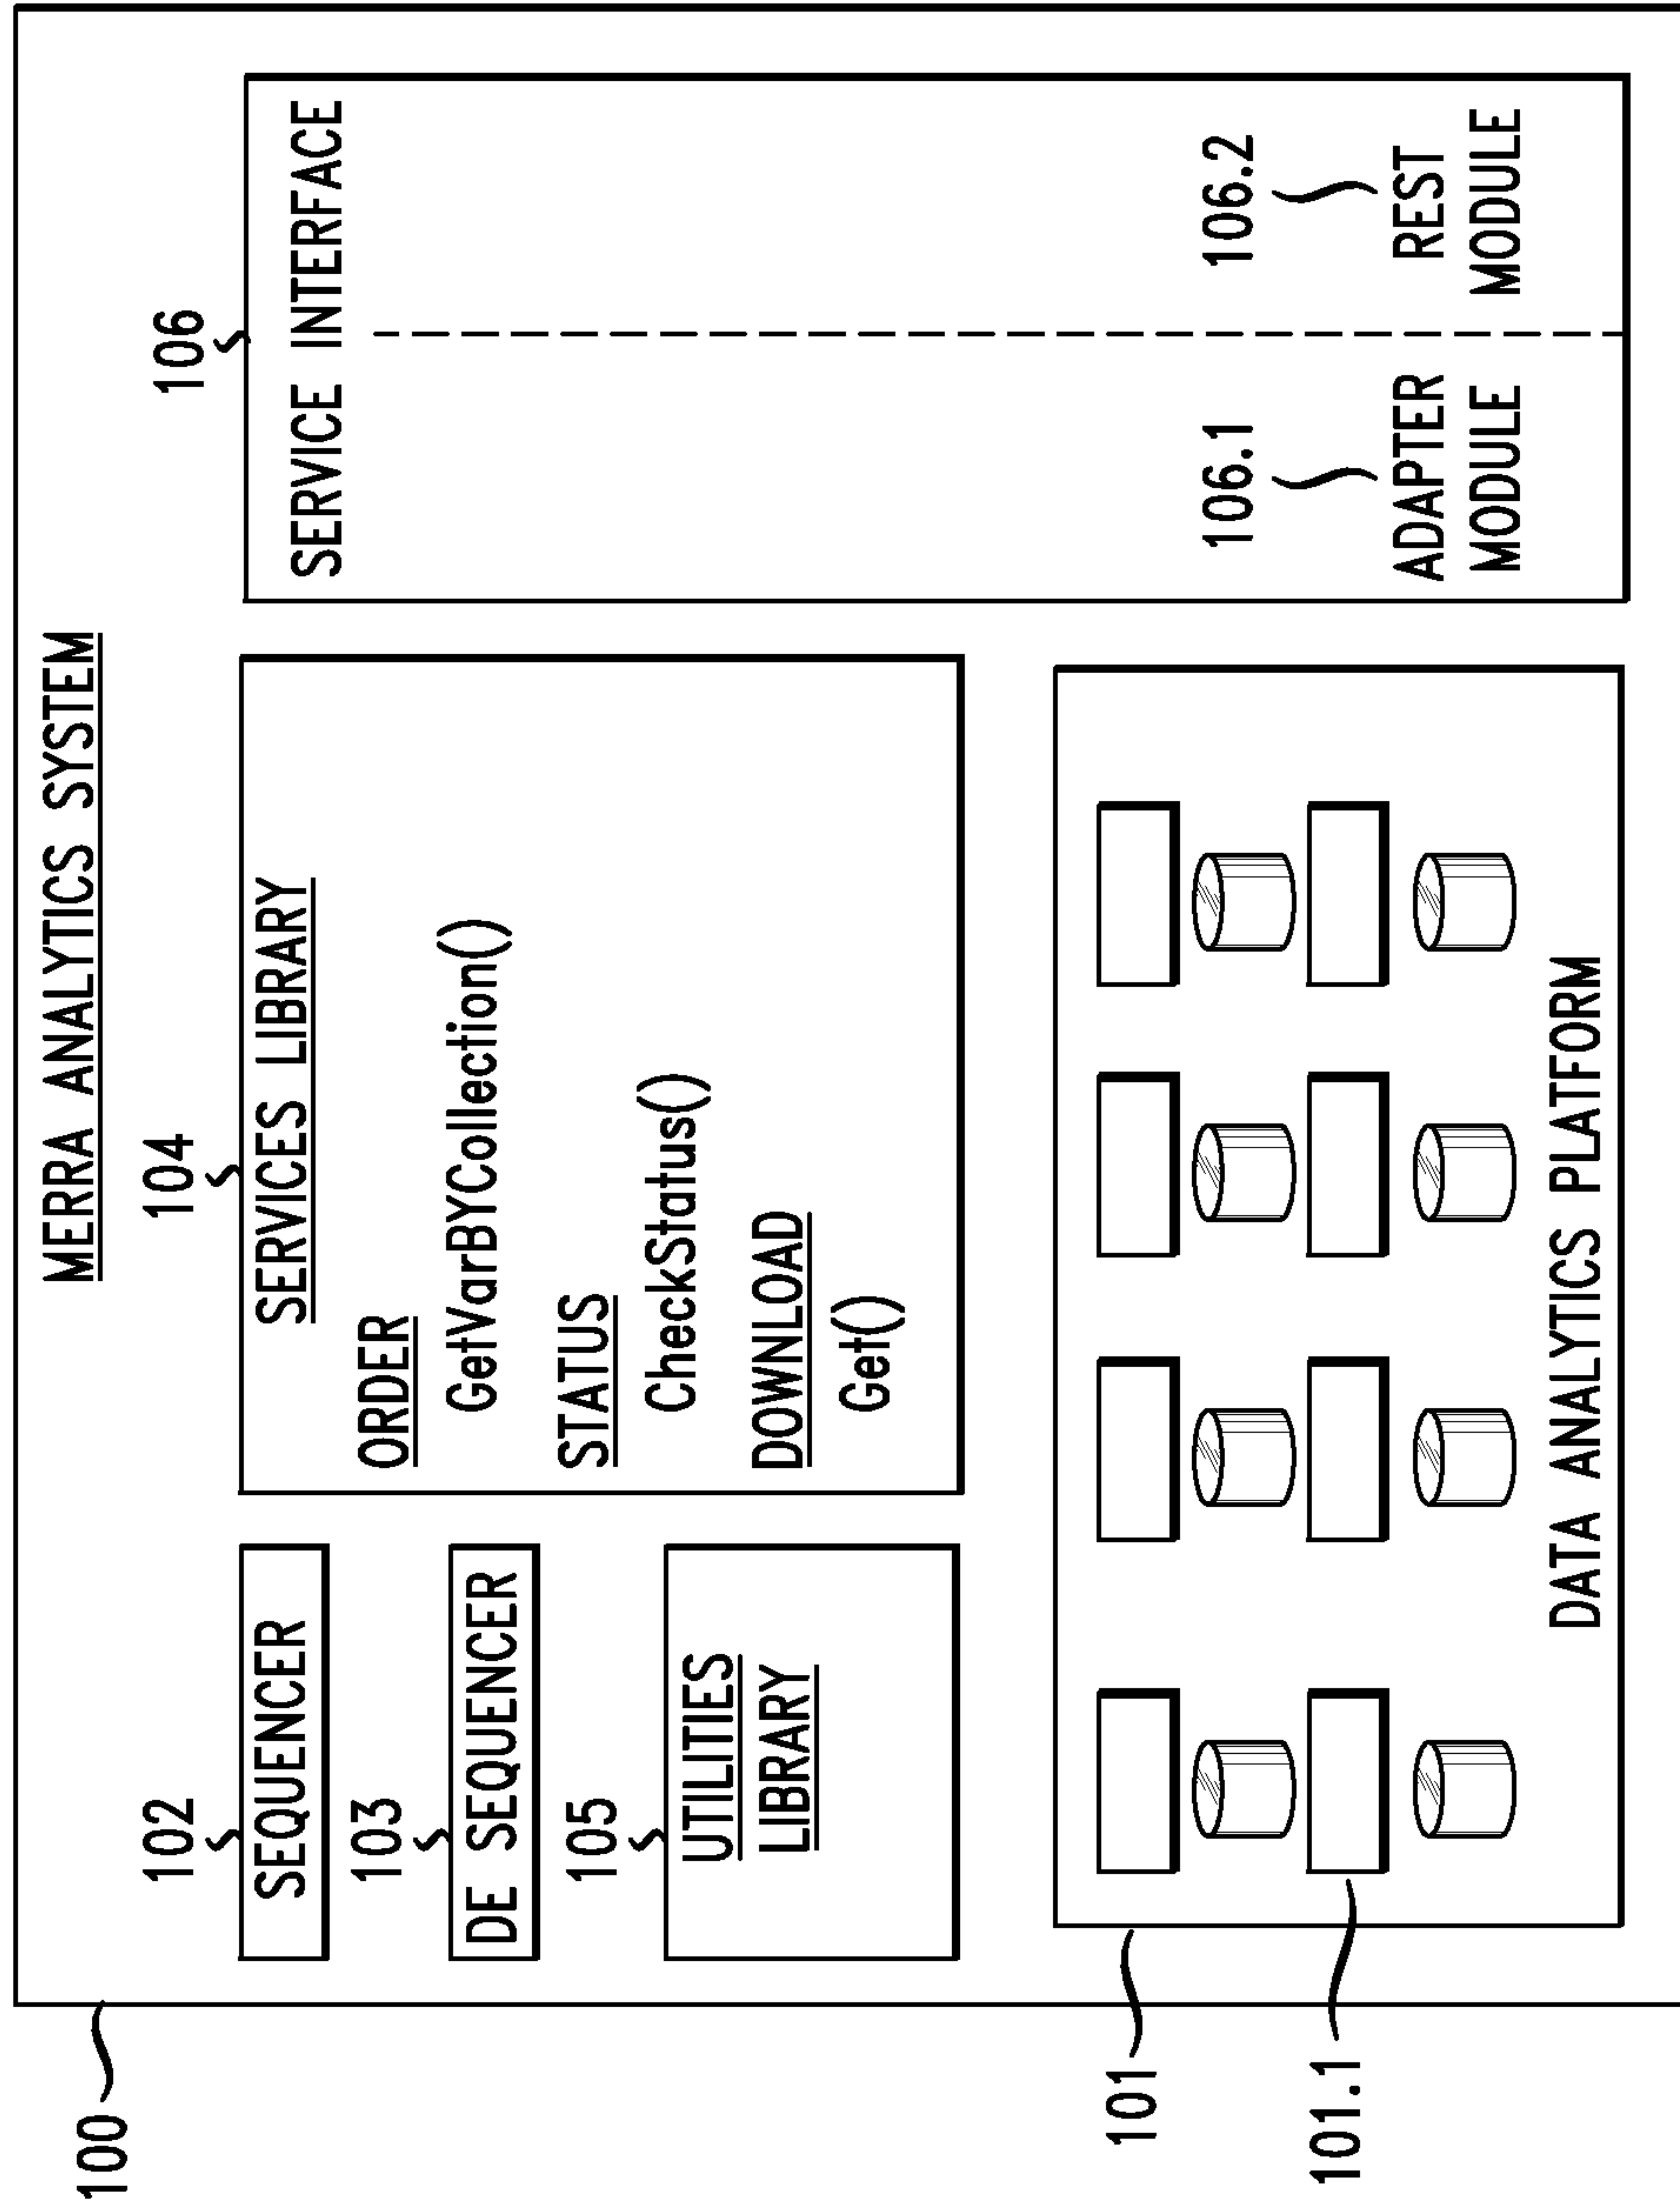 MERRA ANALYTICS SYSTEM
100
102
SEQUENCER
103
DE SEQUENCER
105
UTILITIES
LIBRARY
104
SERVICES LIBRARY
ORDER
GetVarBYCollection()
STATUS
CheckStatus()
DOWNLOAD
Get()
106
SERVICE INTERFACE
106.1
ADAPTER
MODULE
106.2
REST
MODULE
101
101.1
DATA ANALYTICS PLATFORM